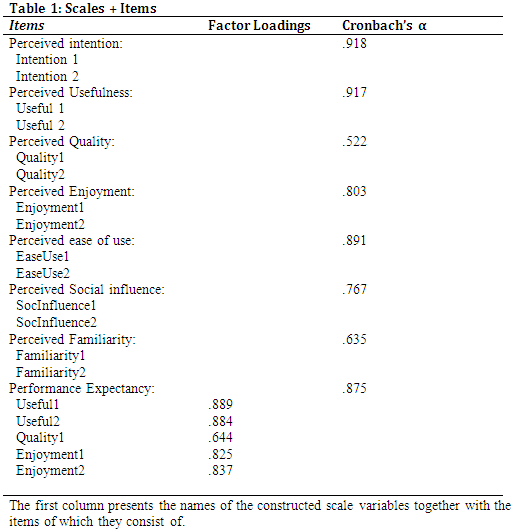 Table 1: Scales + Items
Items Factor Loadings Cronbach's α
Perceived intention: .918
Intention 1
Intention 2
Perceived Usefulness: .917
Useful 1
Useful 2
Perceived Quality: .522
Quality1
Quality2
Perceived Enjoyment: .803
Enjoyment1
Enjoyment2
Perceived ease of use: .891
EaseUse1
EaseUse2
Perceived Social influence: .767
SocInfluence1
SocInfluence2
Perceived Familiarity: .635
Familiarity1
Familiarity2
Performance Expectancy: .875
Useful1 .889
Useful2 .884
Quality1 .644
Enjoyment1 .825
Enjoyment2 .837
The first column presents the names of the constructed scale variables together with the
items of which they consist of.